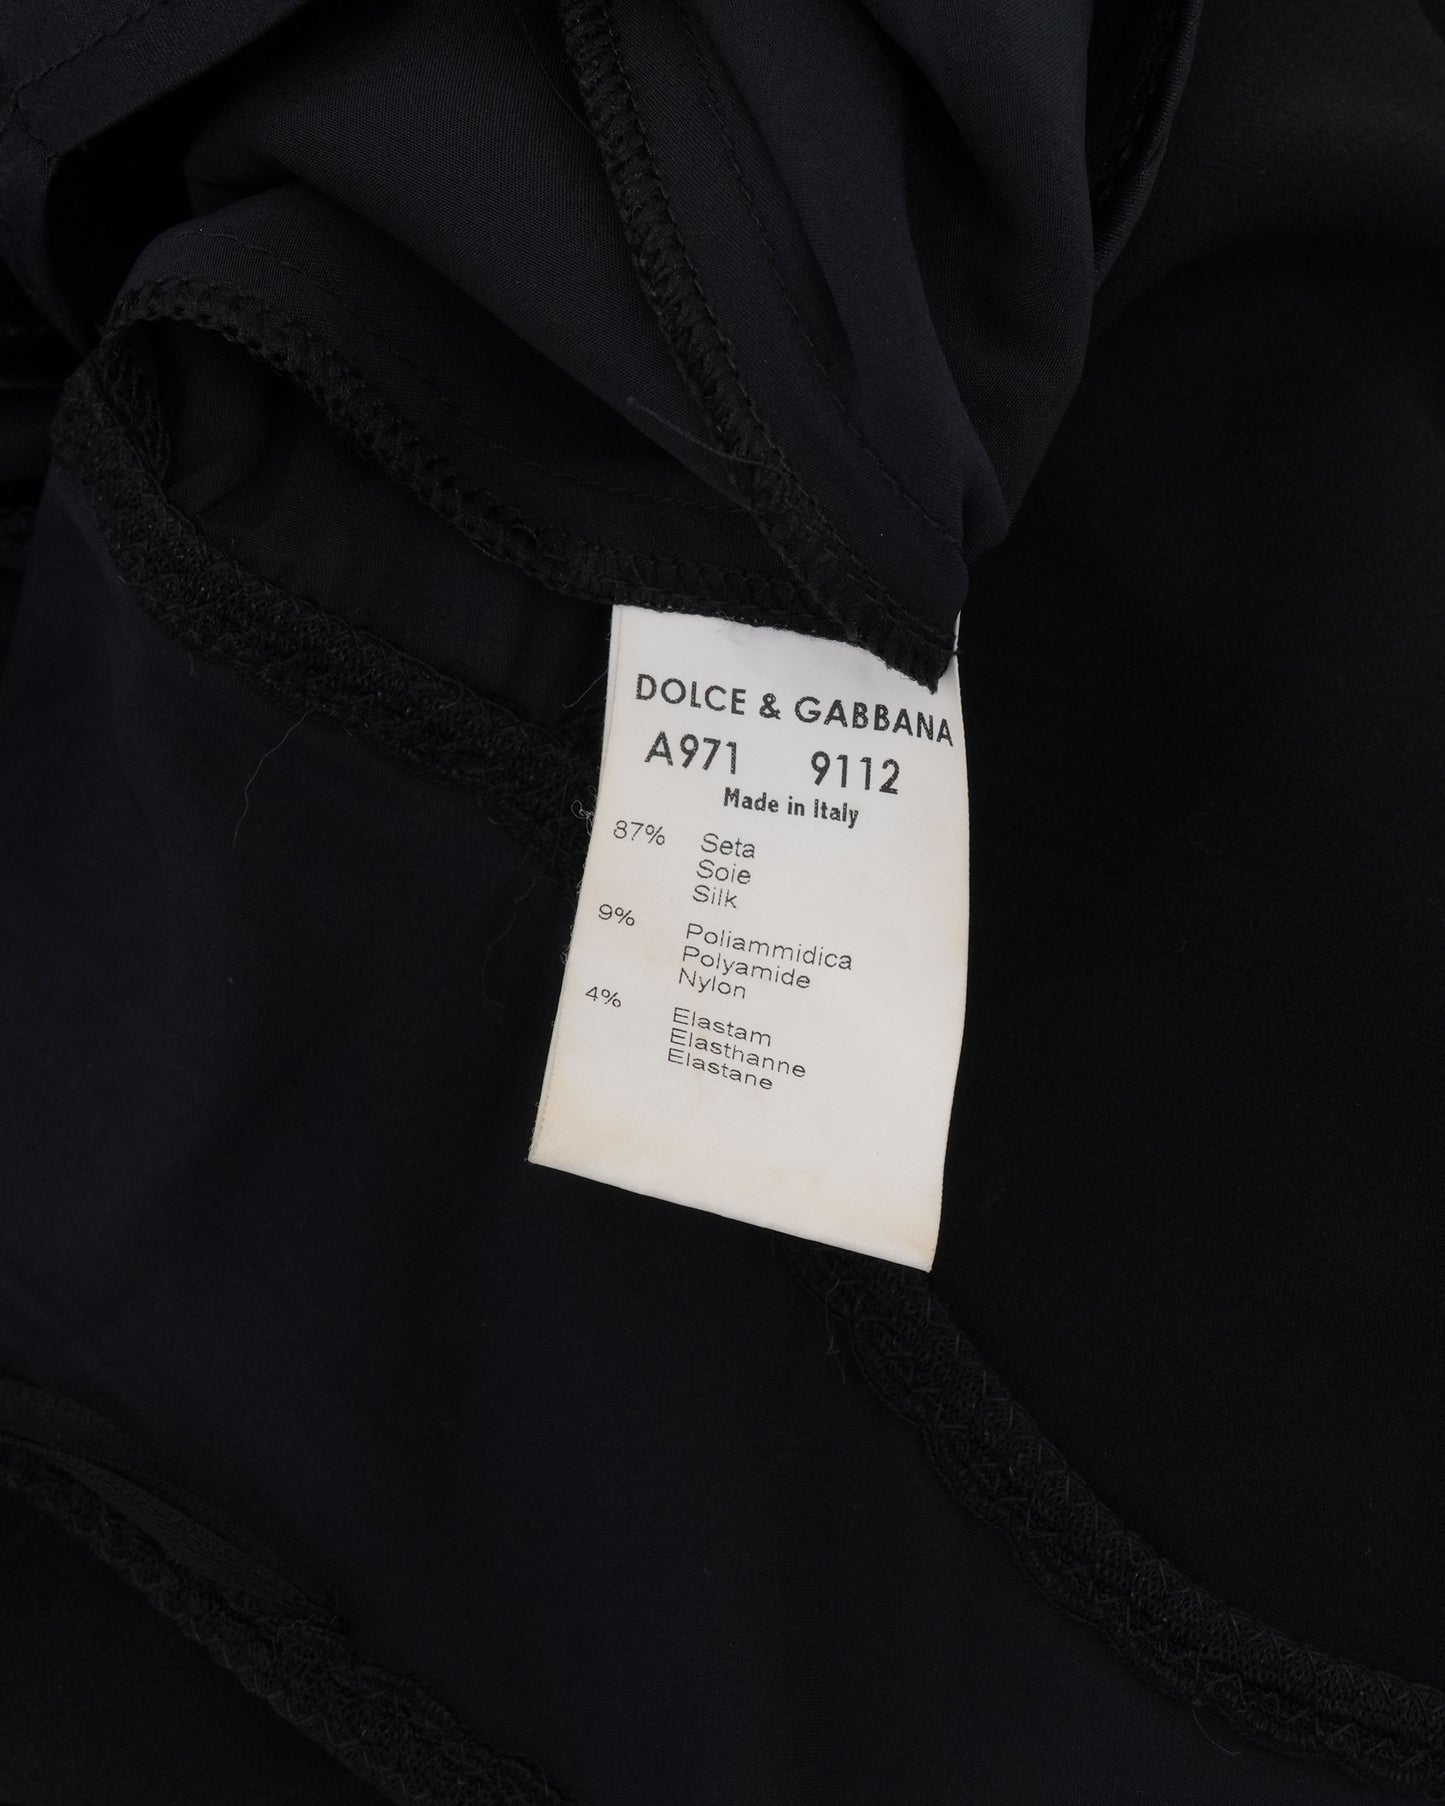 DOLCE & GABBANA
A971 9112
Made in Italy
87% Seta
Soie
Silk
9% Poliammidica
Polyamide
Nylon
4% Elastam
Elasthanne
Elastane